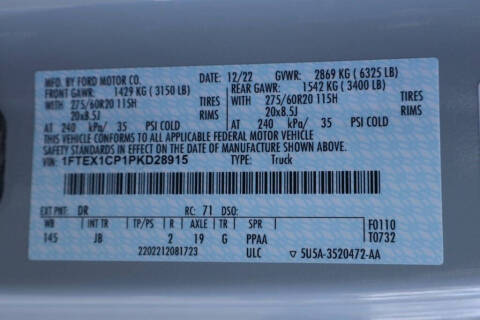 MFD. BY FORD MOTOR CO. DATE: 12/22 GVWR: 2869 KG ( 6325 LB)
FRONT GAWR: 1429 KG ( 3150 LB) REAR GAWR: 1542 KG ( 3400 LB)
WITH 275/60R20 115H TIRES WITH 275/60R20 115H TIRES
20x8.5J RIMS 20x8.5J RIMS
AT 240 kPa/ 35 PSI COLD AT 240 kPa/ 35 PSI COLD
THIS VEHICLE CONFORMS TO ALL APPLICABLE FEDERAL MOTOR VEHICLE
SAFETY STANDARDS IN EFFECT ON THE DATE OF MANUFACTURE SHOWN ABOVE.
VIN: 1FTEX1CP1PKD28915 TYPE: Truck
EXT PNT: DR RC: 71 DSO:
WB INT TR TP/PS R AXLE TR SPR F0110
145 JB 2 19 G PPAA T0732
2202212081723 ULC 5U5A-3520472-AA